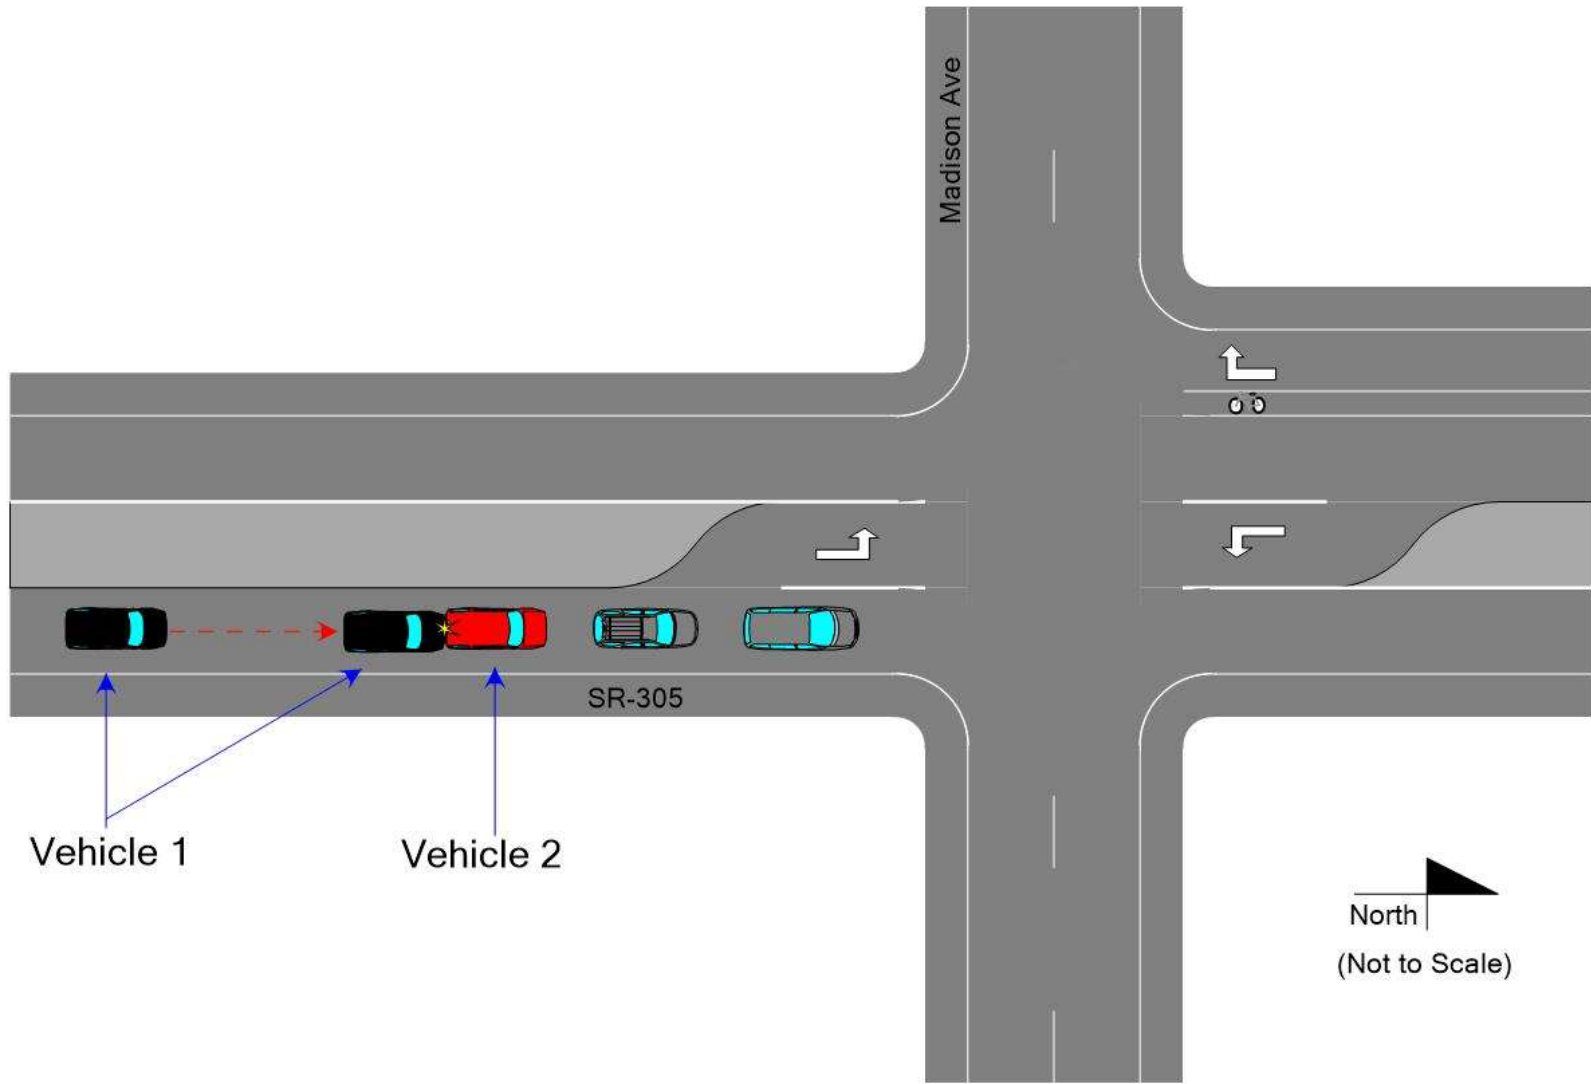 Madison Ave
SR-305
Vehicle 1
Vehicle 2
North
(Not to Scale)